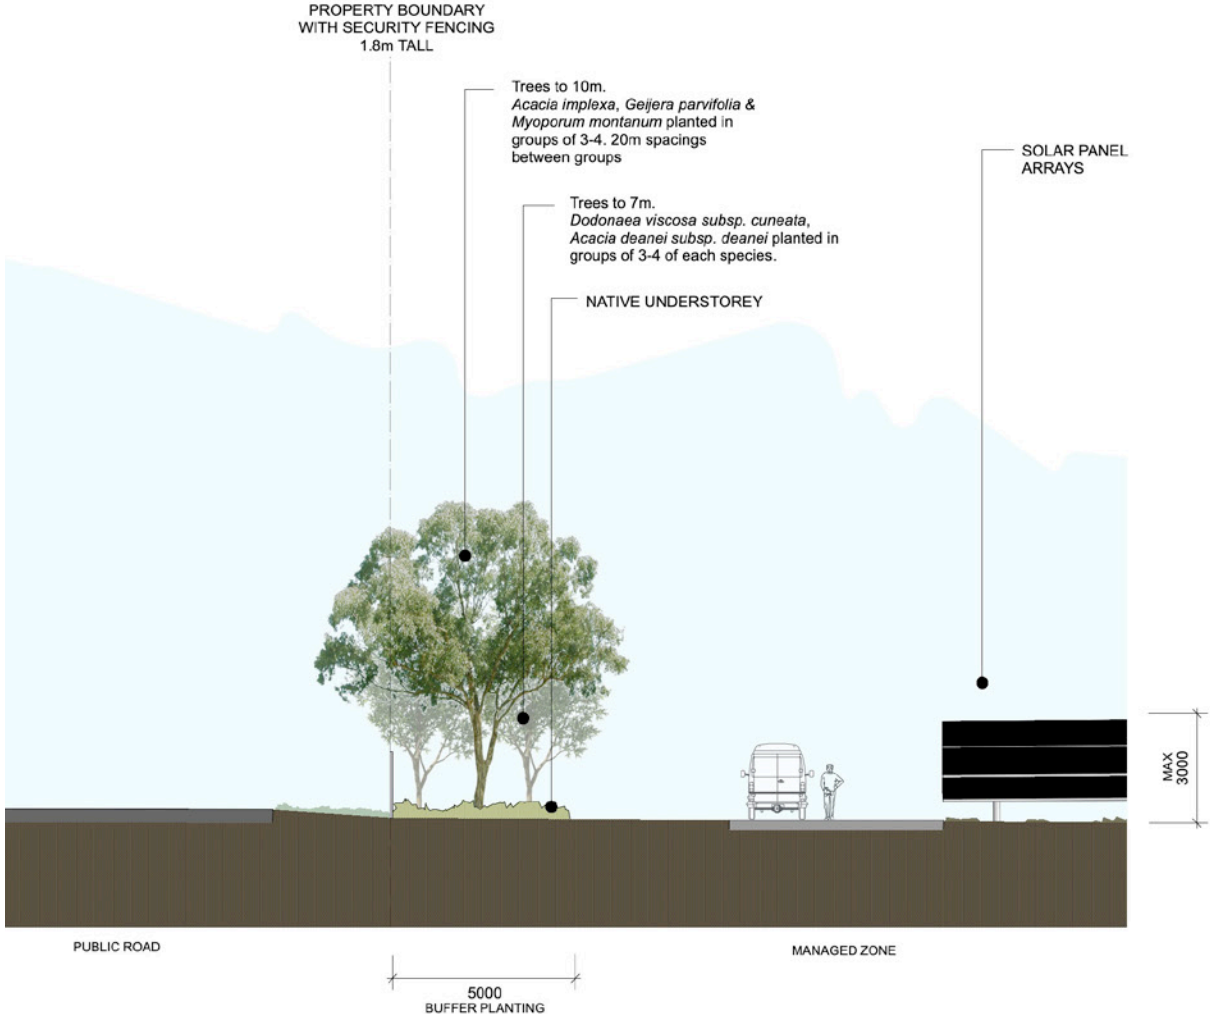 PROPERTY BOUNDARY
WITH SECURITY FENCING
1.8m TALL
Trees to 10m.
Acacia implexa, Geijera parvifolia &
Myoporum montanum planted in
groups of 3-4. 20m spacings
between groups
SOLAR PANEL
ARRAYS
Trees to 7m.
Dodonaea viscosa subsp. cuneata,
Acacia deanei subsp. deanei planted in
groups of 3-4 of each species.
NATIVE UNDERSTOREY
MAX
3000
PUBLIC ROAD
MANAGED ZONE
5000
BUFFER PLANTING